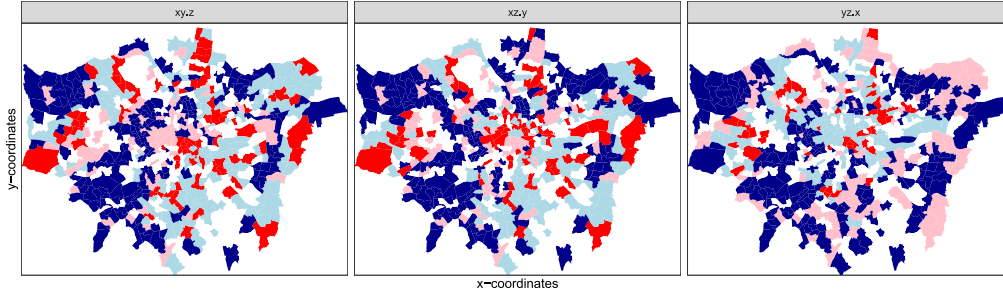 xy.z
xz.y
yz.x
y−coordinates
x−coordinates